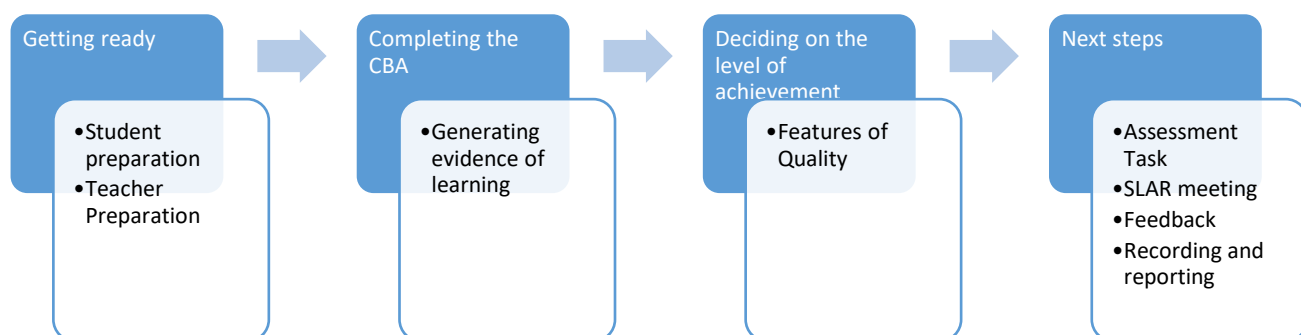 Getting ready
•Student
preparation
•Teacher
Preparation
Completing the
CBA
•Generating
evidence of
learning
Deciding on the
level of
achievement
•Features of
Quality
Next steps
•Assessment
Task
•SLAR meeting
•Feedback
•Recording and
reporting